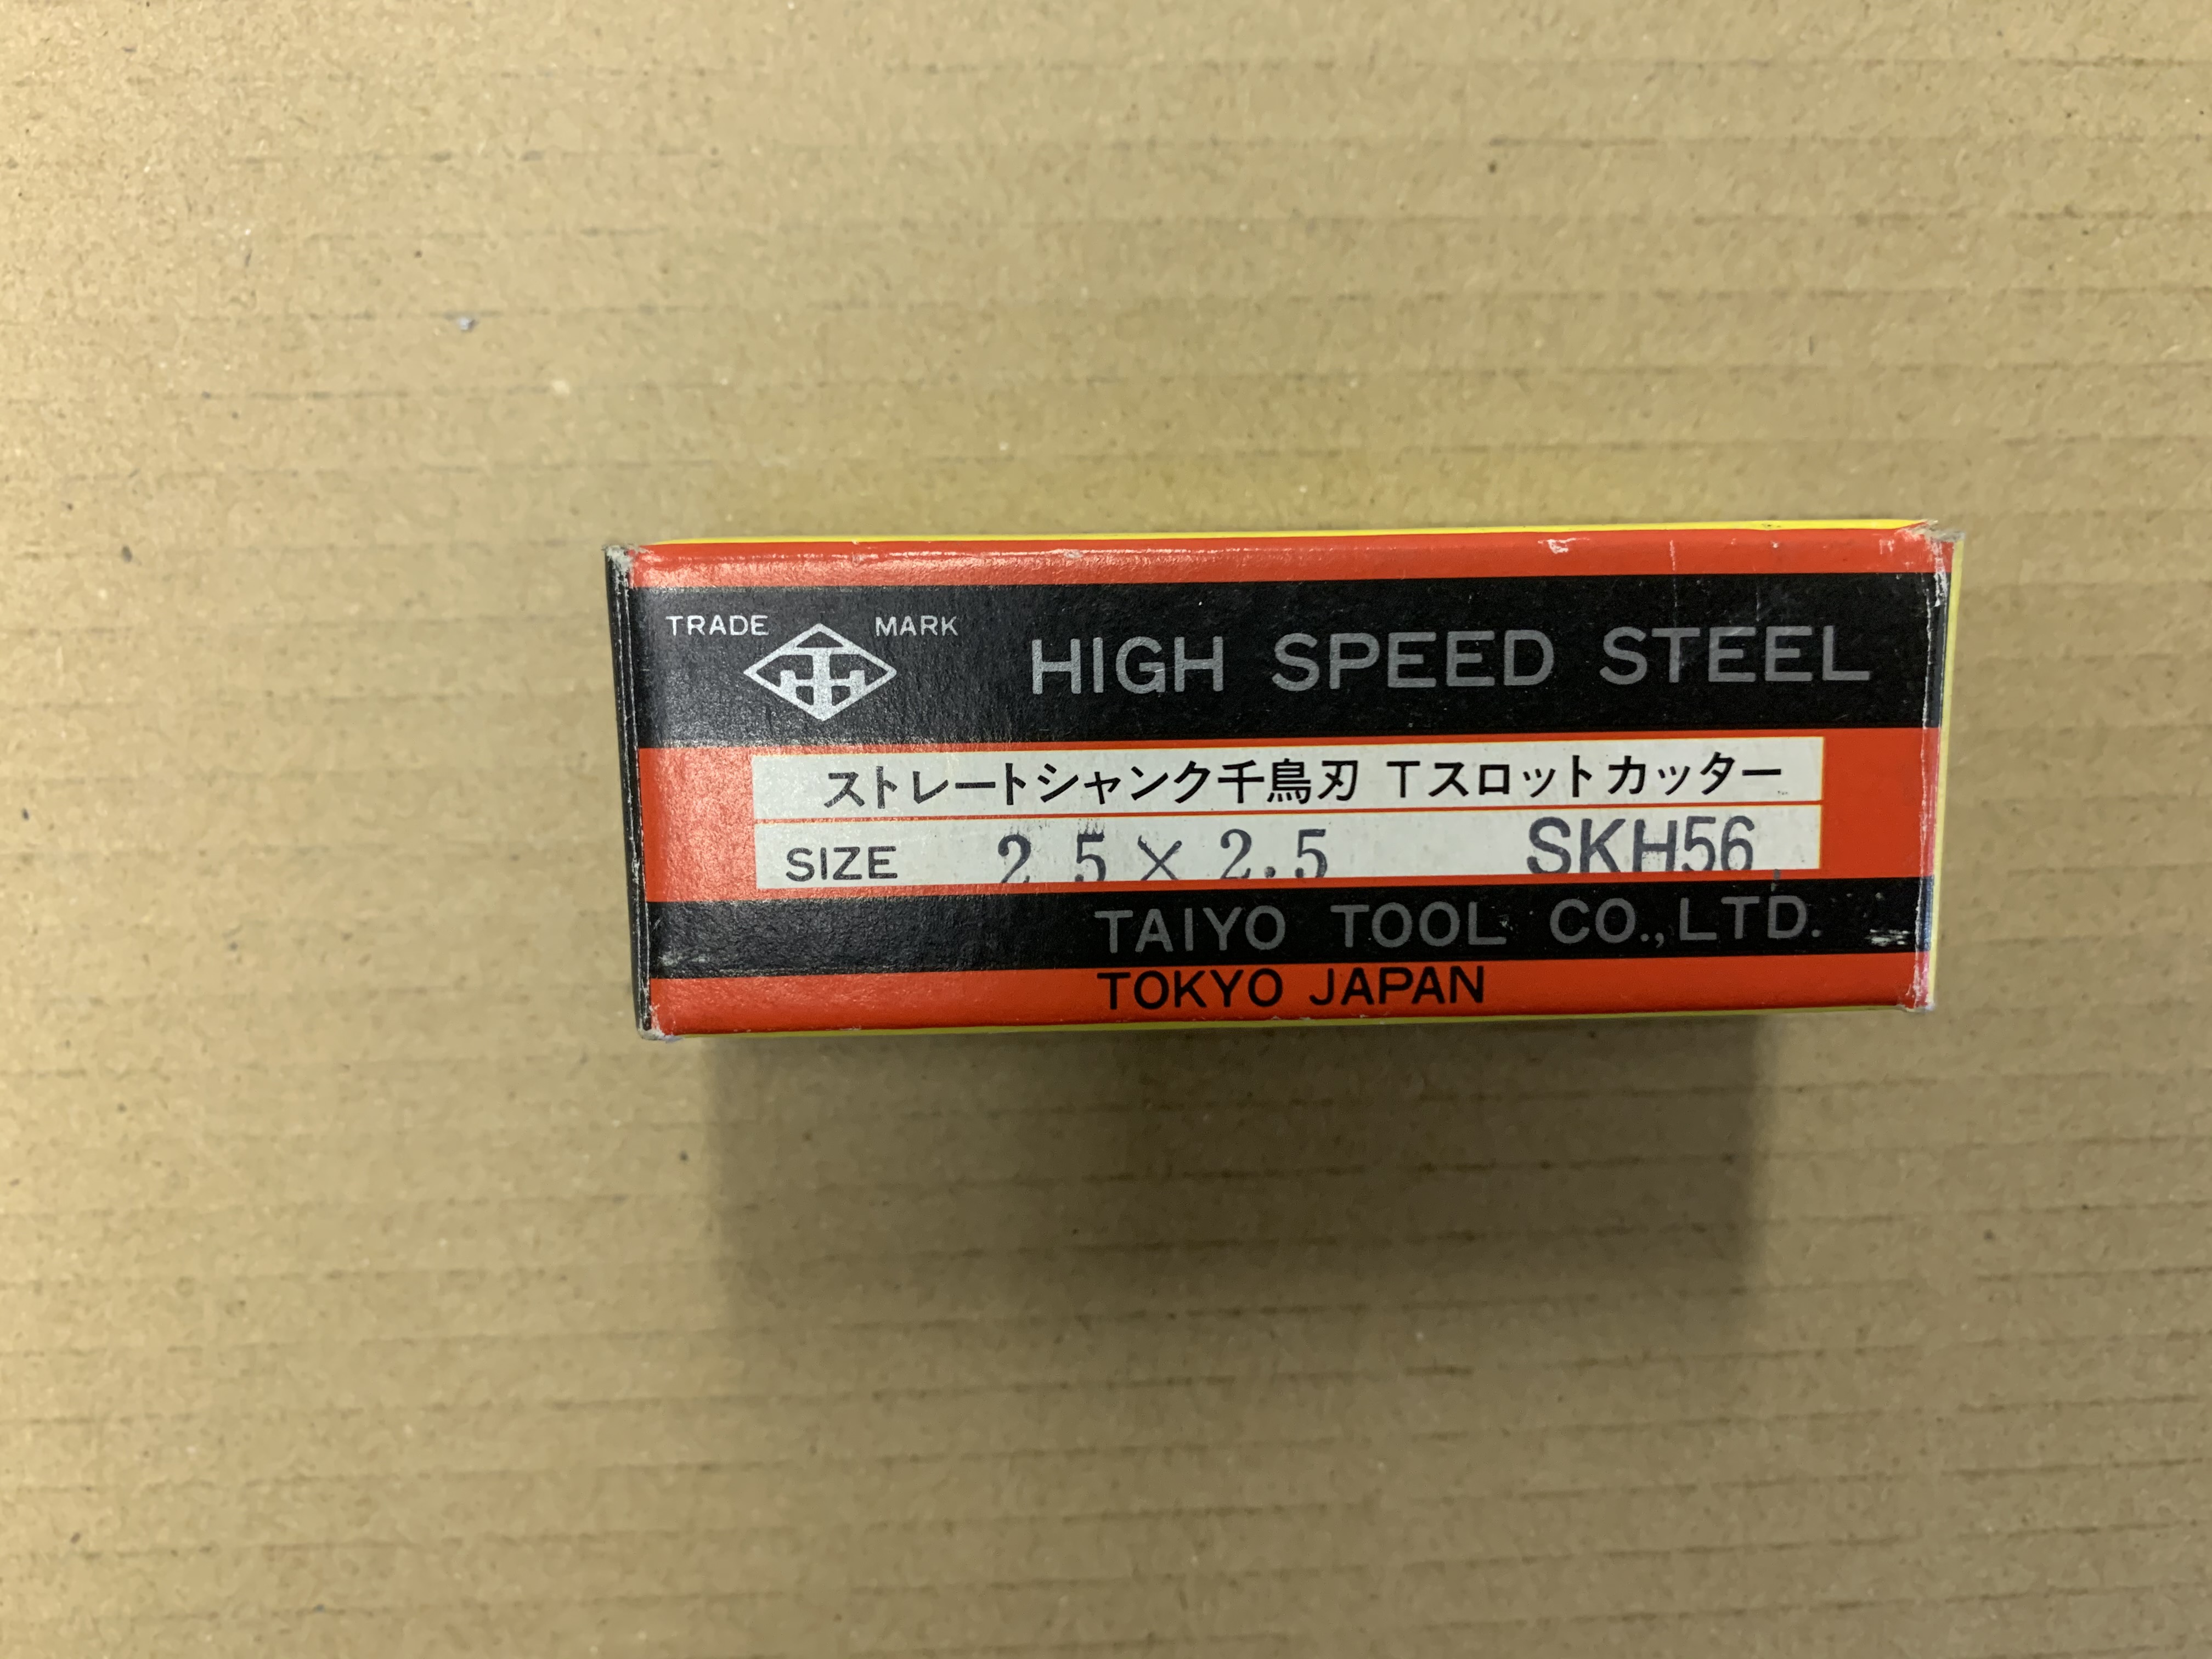 TRADE MARK
HIGH SPEED STEEL
ストレートシャンク千鳥刃 Tスロットカッター
SIZE 25×2.5 SKH56
TAIYO TOOL CO.,LTD.
TOKYO JAPAN